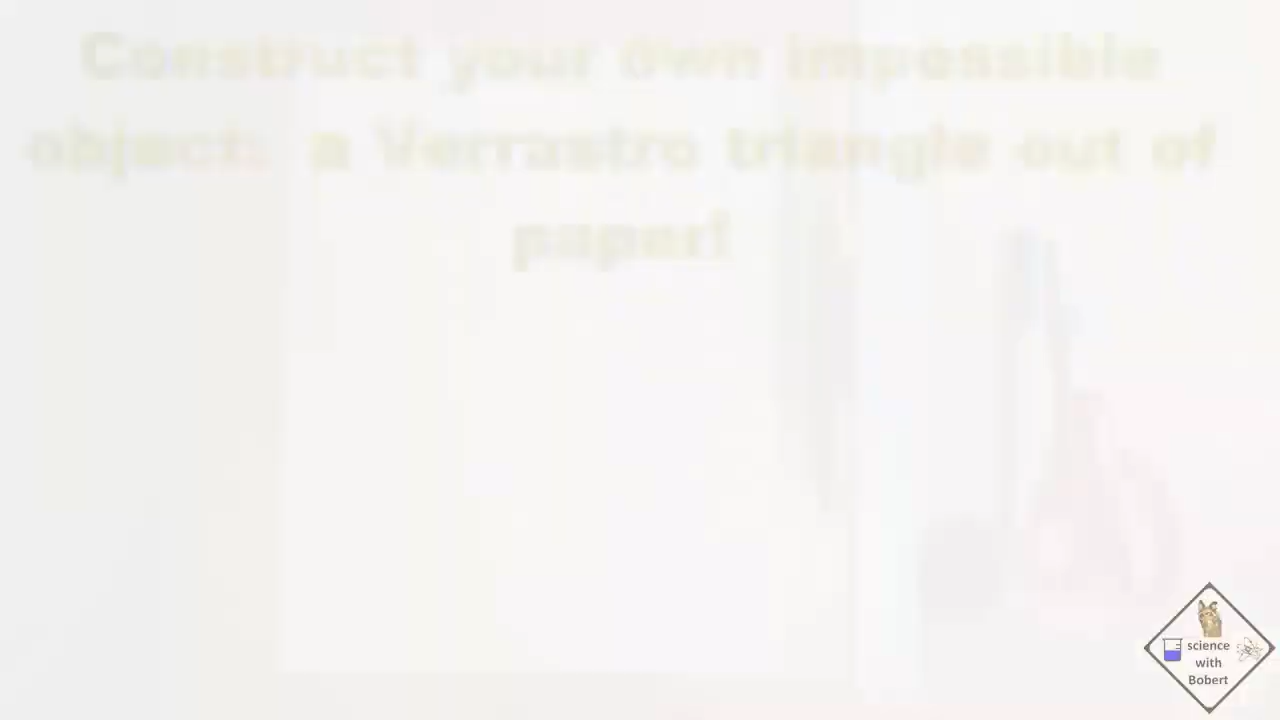 Construct your own impossible
object: a Verrastro triangle out of
paper!
science
with
Bobert